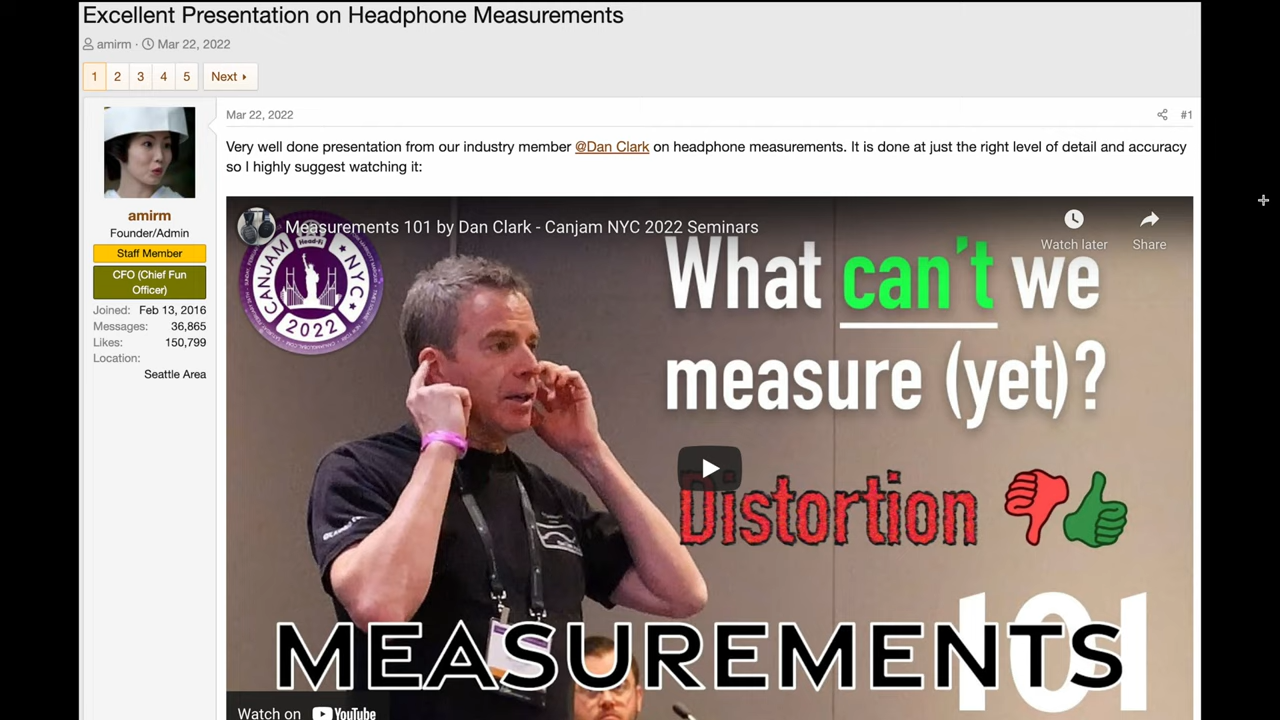 Excellent Presentation on Headphone Measurements
amirm · Mar 22, 2022
1 2 3 4 5 Next
Mar 22, 2022 #1
Very well done presentation from our industry member @Dan Clark on headphone measurements. It is done at just the right level of detail and accuracy
so I highly suggest watching it:
amirm
Founder/Admin
Staff Member
CFO (Chief Fun
Officer)
Joined: Feb 13, 2016
Messages: 36,865
Likes: 150,799
Location:
Seattle Area
Measurements 101 by Dan Clark - Canjam NYC 2022 Seminars
Watch later
Share
Head-Fi
CANJAM NYC
2022
What can't we
measure (yet)?
Distortion
101
MEASUREMENTS
Watch on YouTube